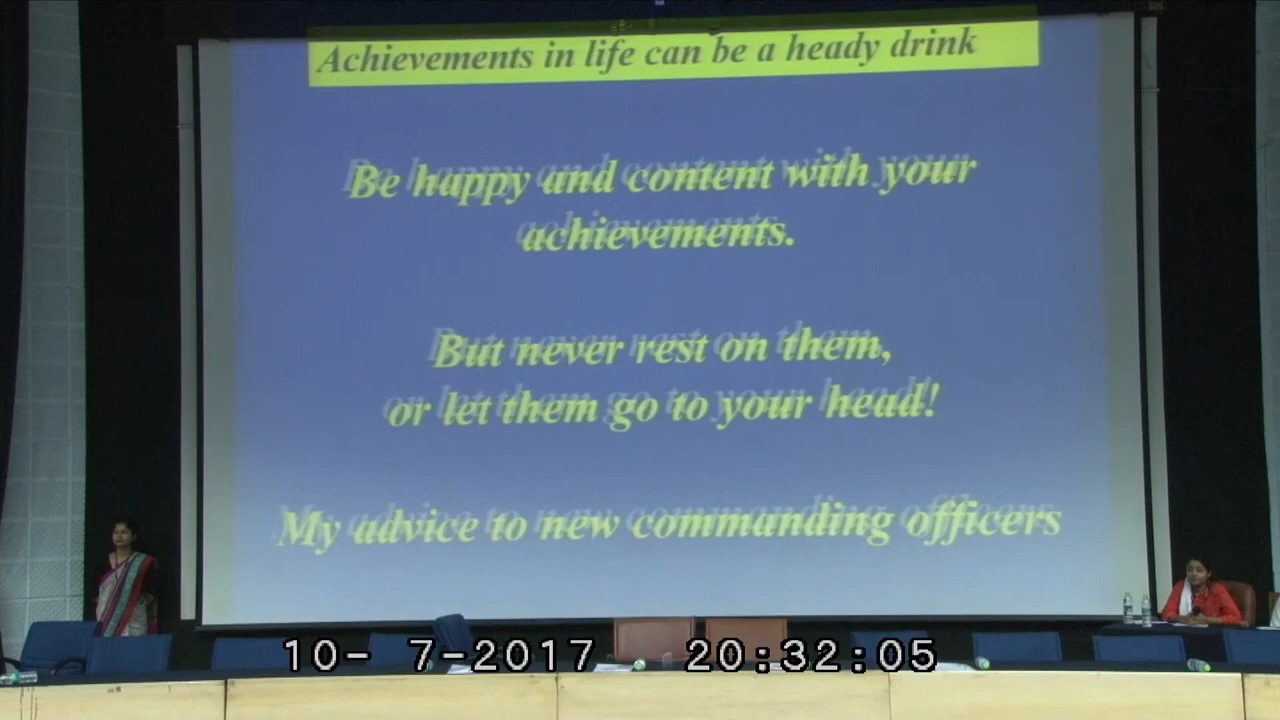 Achievements in life can be a heady drink
Be happy and content with your
achievements.
But never rest on them,
or let them go to your head!
My advice to new commanding officers
10- 7-2017 20:32:05